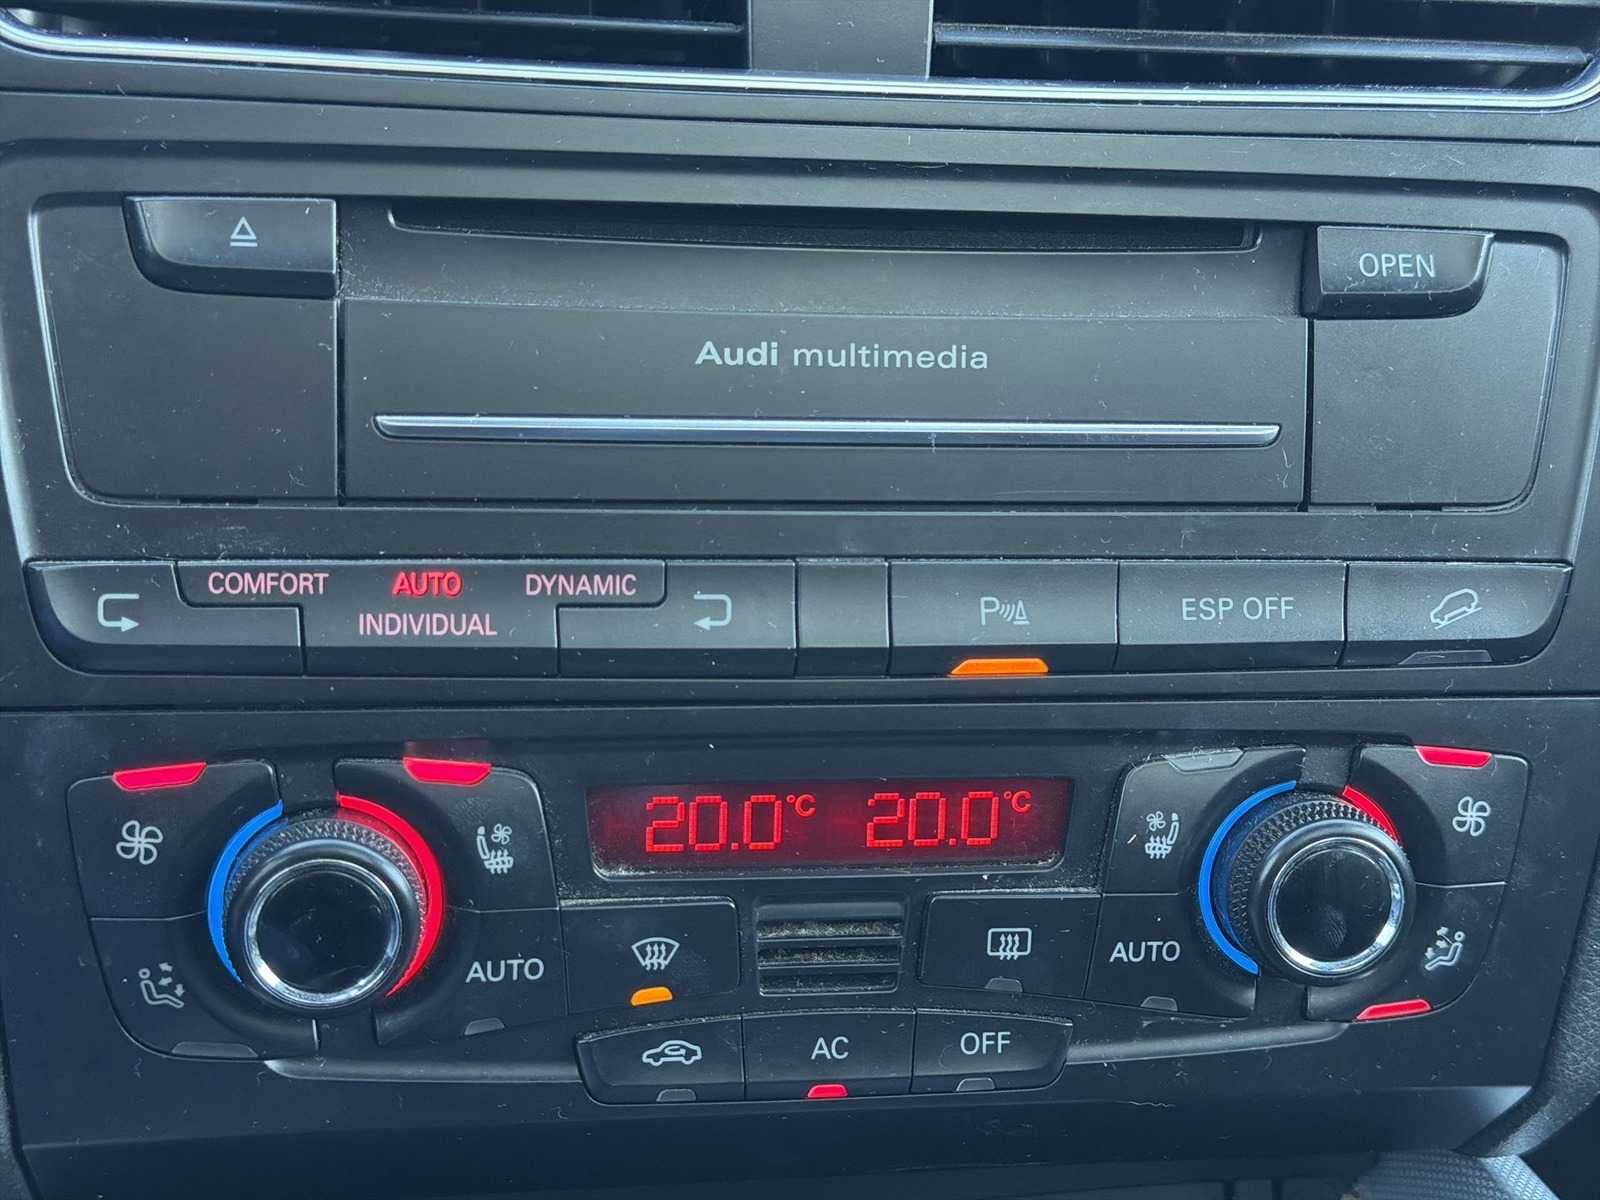 OPEN
Audi multimedia
COMFORT AUTO DYNAMIC
INDIVIDUAL
P
ESP OFF
20.0°C 20.0°C
AUTO
AUTO
AC
OFF